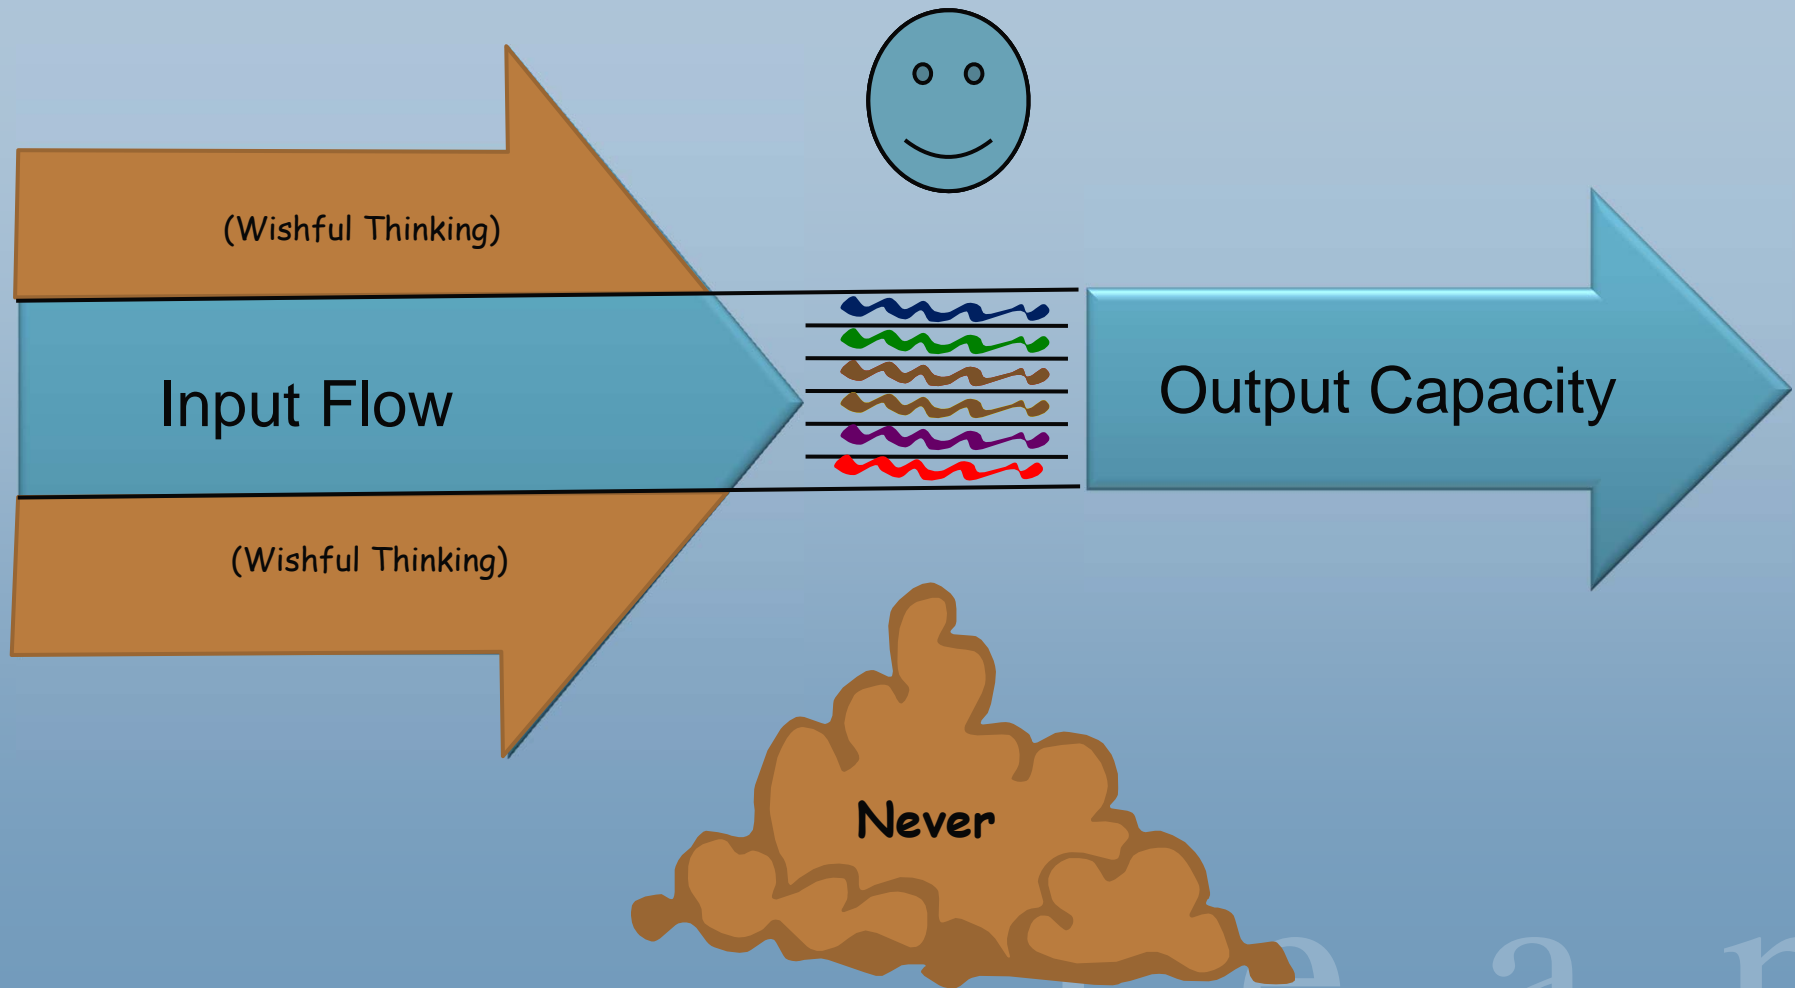 (Wishful Thinking)
Input Flow
Output Capacity
(Wishful Thinking)
Never
e a